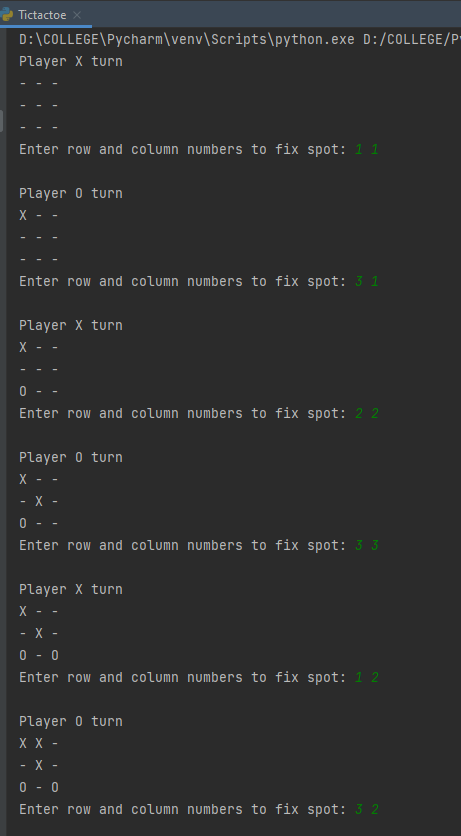 Tictactoe
D:\COLLEGE\Pycharm\venv\Scripts\python.exe D:/COLLEGE/
Player X turn
- - -
- - -
- - -
Enter row and column numbers to fix spot: 1 1
Player O turn
X - -
- - -
- - -
Enter row and column numbers to fix spot: 3 1
Player X turn
X - -
- - -
O - -
Enter row and column numbers to fix spot: 2 2
Player O turn
X - -
- X -
O - -
Enter row and column numbers to fix spot: 3 3
Player X turn
X - -
- X -
O - O
Enter row and column numbers to fix spot: 1 2
Player O turn
X X -
- X -
O - O
Enter row and column numbers to fix spot: 3 2